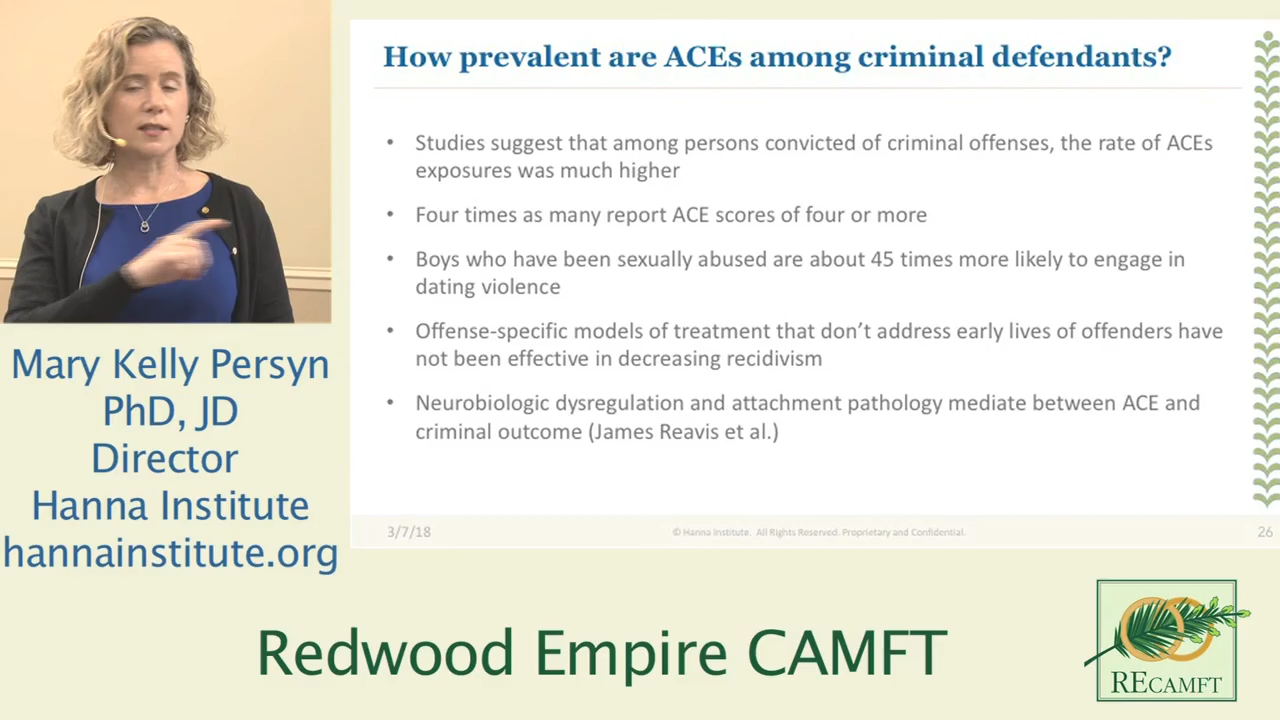 How prevalent are ACEs among criminal defendants?
• Studies suggest that among persons convicted of criminal offenses, the rate of ACEs
exposures was much higher
• Four times as many report ACE scores of four or more
• Boys who have been sexually abused are about 45 times more likely to engage in
dating violence
• Offense-specific models of treatment that don’t address early lives of offenders have
not been effective in decreasing recidivism
• Neurobiologic dysregulation and attachment pathology mediate between ACE and
criminal outcome (James Reavis et al.)
3/7/18
© Hanna Institute. All Rights Reserved. Proprietary and Confidential.
26
Mary Kelly Persyn
PhD, JD
Director
Hanna Institute
hannainstitute.org
Redwood Empire CAMFT
RECAMFT